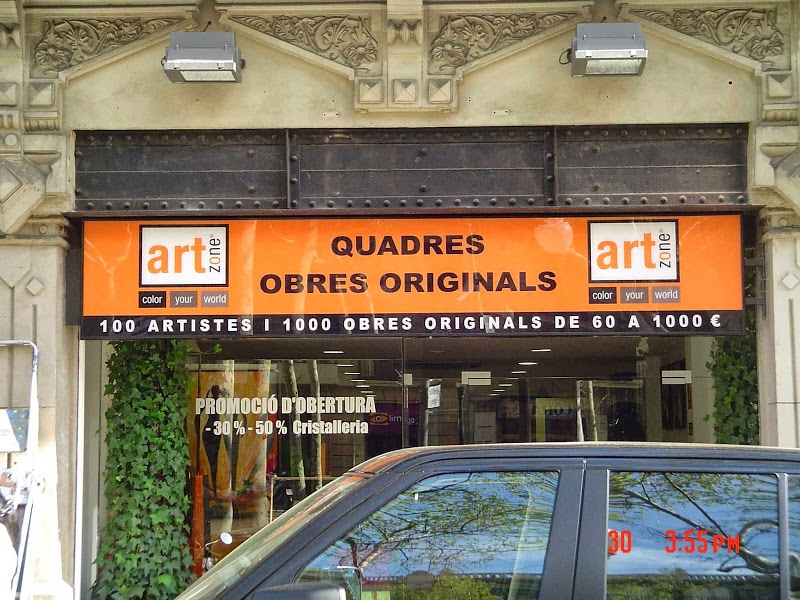 art zone®
color your world
QUADRES
OBRES ORIGINALS
art zone®
color your world
100 ARTISTES I 1000 OBRES ORIGINALS DE 60 A 1000 €
PROMOCIÓ D'OBERTURA
- 30 % - 50 % Cristalleria
30 3:55 PM